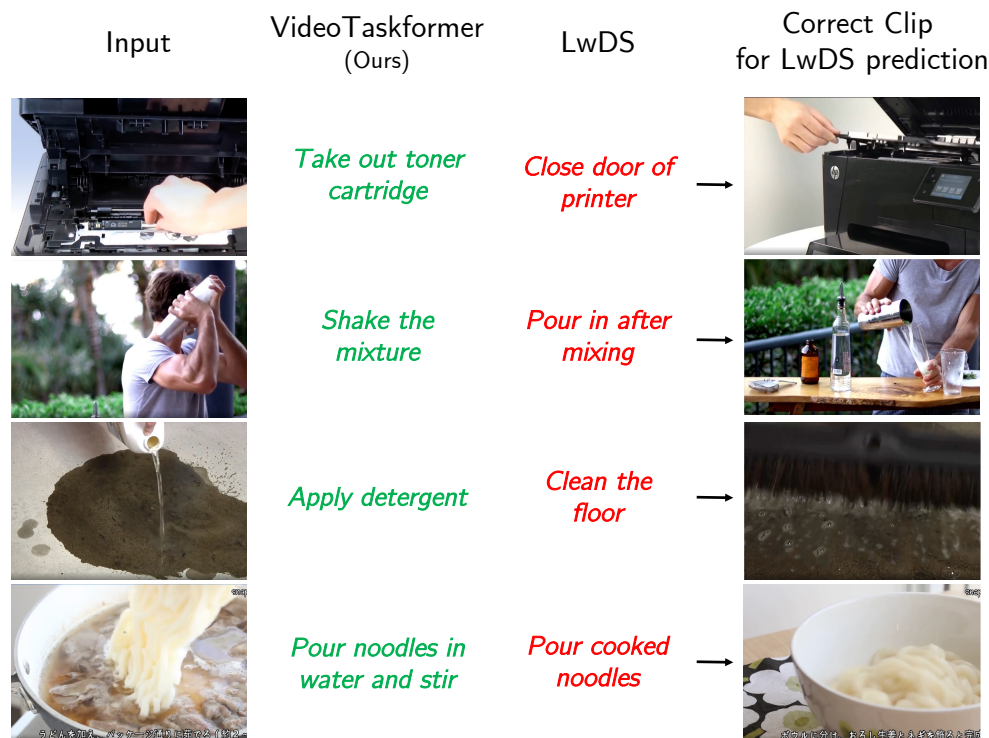 Input
VideoTaskformer
(Ours)
LwDS
Correct Clip
for LwDS prediction
Take out toner
cartridge
Close door of
printer
hp
Shake the
mixture
Pour in after
mixing
Apply detergent
Clean the
floor
Pour noodles in
water and stir
Pour cooked
noodles